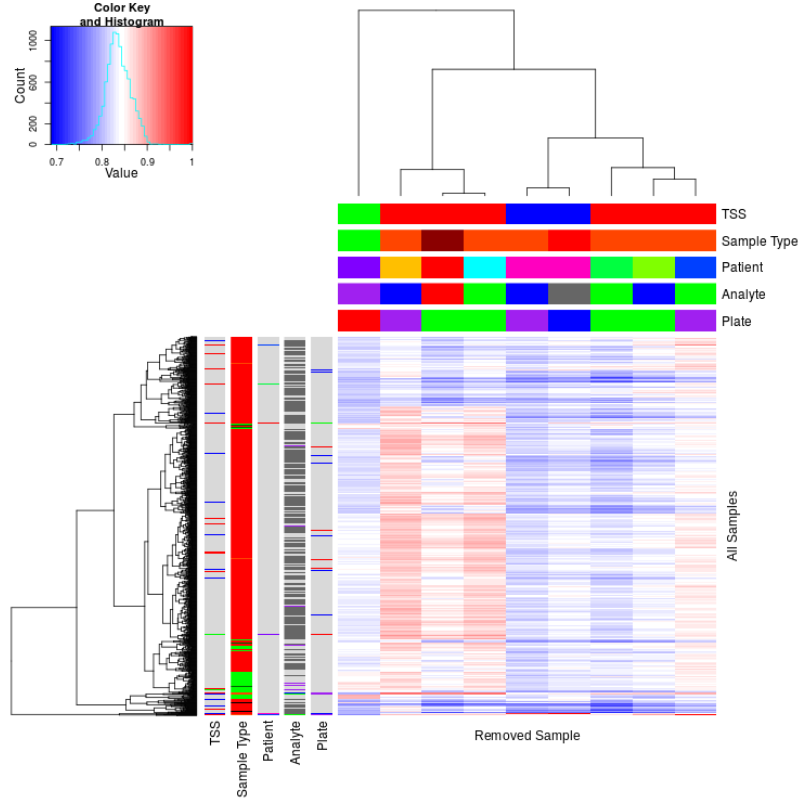 Color Key
and Histogram
Count
0
200
600
1000
0.7
0.8
0.9
1
Value
TSS
Sample Type
Patient
Analyte
Plate
All Samples
TSS
Sample Type
Patient
Analyte
Plate
Removed Sample